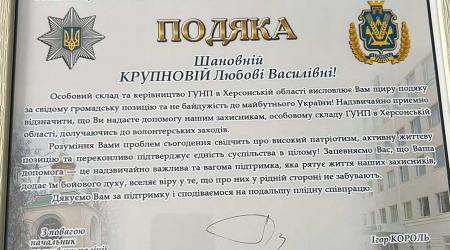 ПОДЯКА
Шановній
КРУПНОВІЙ Любові Василівні!
Особовий склад та керівництво ГУНП в Херсонській області висловлює Вам щиру подяку
за свідому громадську позицію та не байдужість до майбутнього України! Надзвичайно приємно
відзначити, що Ви надаєте допомогу нашим захисникам, особовому складу ГУНП в Херсонській
області, долучаючись до волонтерських заходів.
Розуміння Вами проблем сьогодення свідчить про високий патріотизм, активну життєву
позицію та переконливо підтверджує єдність суспільства в цілому! Запевняємо Вас, що Ваша
допомога – це надзвичайно важлива та вагома підтримка, яка рятує життя наших захисників,
додає їм бойового духу, вселяє віру у те, що про них у рідній стороні не забувають.
Дякуємо Вам за підтримку і сподіваємося на подальшу плідну співпрацю.
З повагою
начальник
Ігор КОРОЛЬ